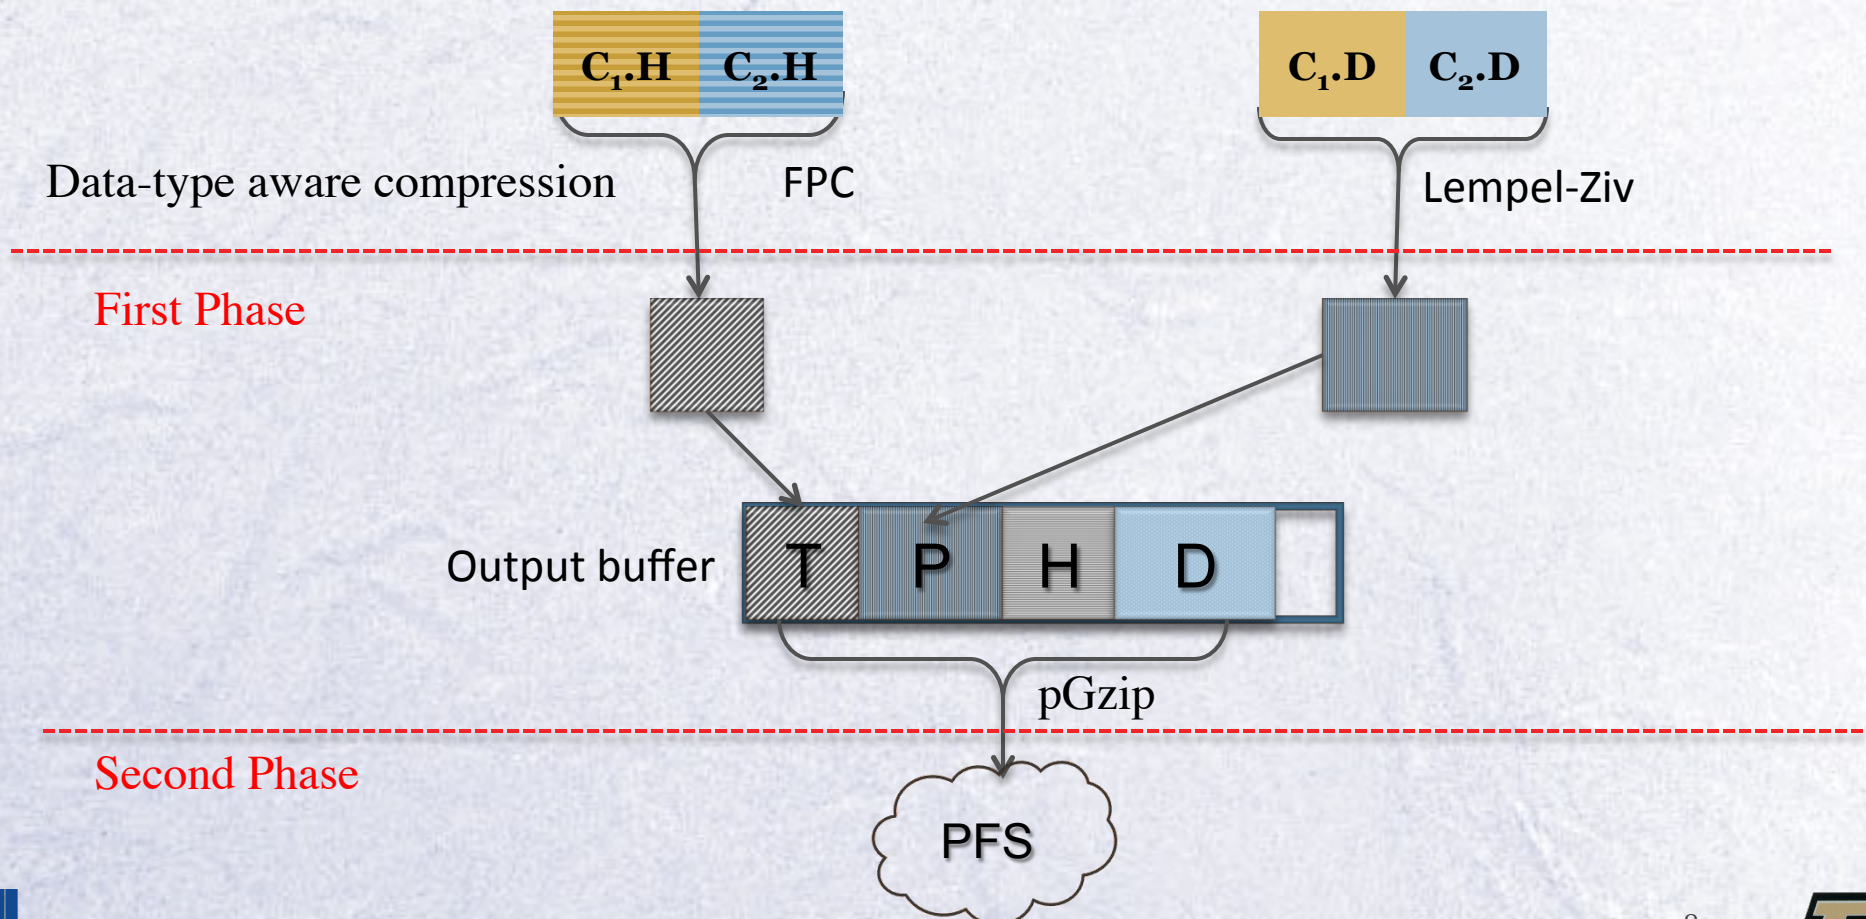 C₁.H C₂.H C₁.D C₂.D
Data-type aware compression FPC Lempel-Ziv
First Phase
Output buffer T P H D
pGzip
Second Phase
PFS